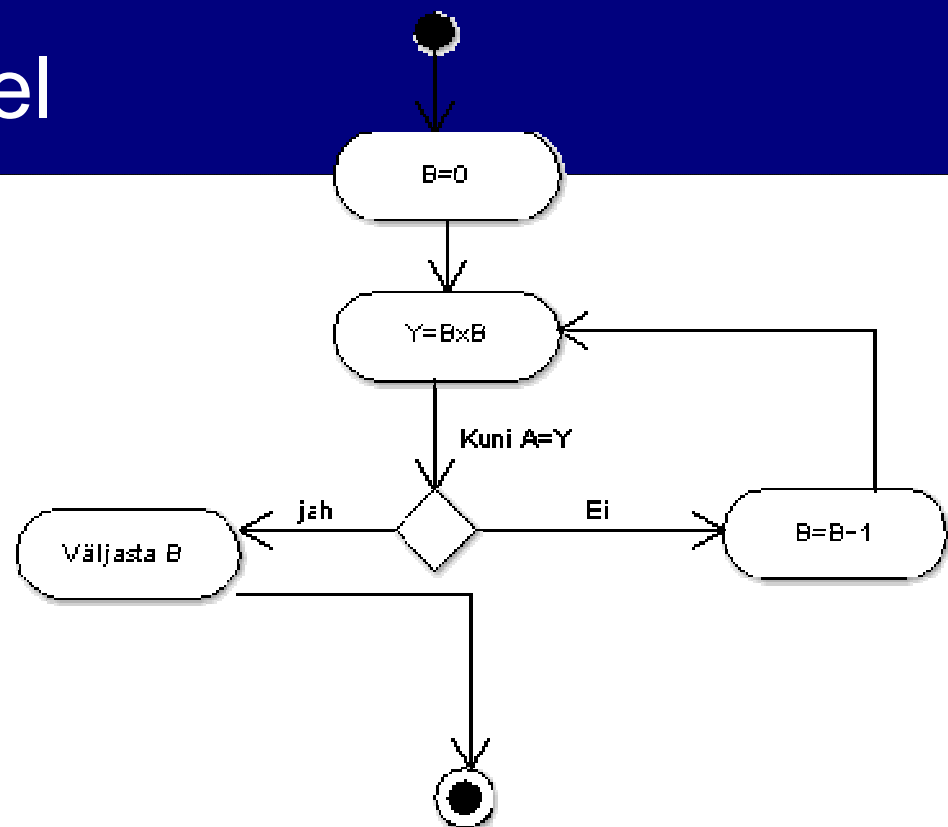 el
B=0
Y=BxB
Kuni A=Y
jah
Ei
Väljasta B
B=B-1